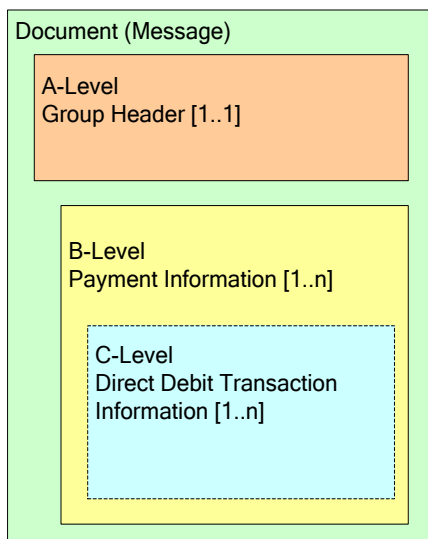 Document (Message)
A-Level
Group Header [1..1]
B-Level
Payment Information [1..n]
C-Level
Direct Debit Transaction
Information [1..n]